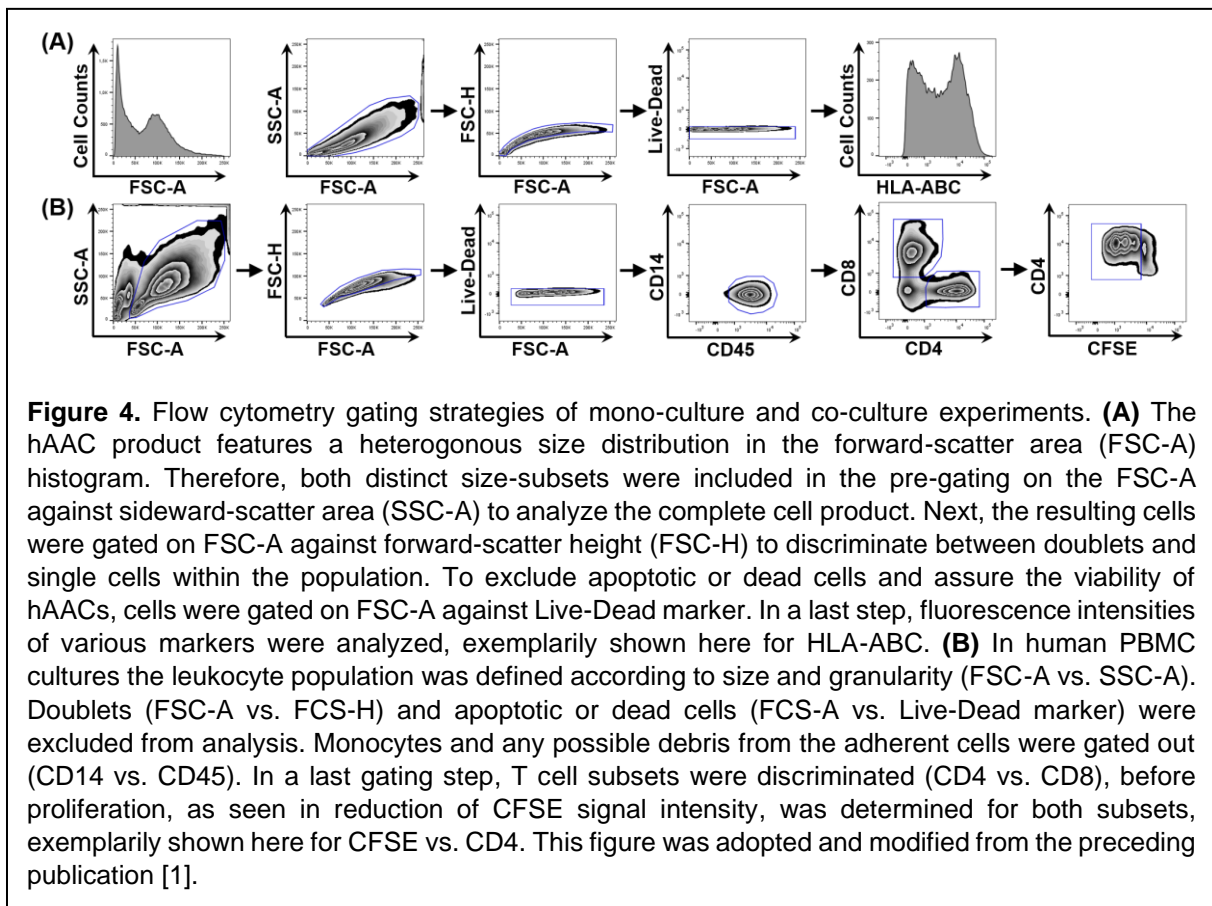 (A)
Cell Counts
FSC-A
SSC-A
FSC-A
FSC-H
FSC-A
Live-Dead
FSC-A
Cell Counts
HLA-ABC
(B)
SSC-A
FSC-A
FSC-H
FSC-A
Live-Dead
FSC-A
CD14
CD45
CD8
CD4
CD4
CFSE
Figure 4. Flow cytometry gating strategies of mono-culture and co-culture experiments. (A) The
hAAC product features a heterogonous size distribution in the forward-scatter area (FSC-A)
histogram. Therefore, both distinct size-subsets were included in the pre-gating on the FSC-A
against sideward-scatter area (SSC-A) to analyze the complete cell product. Next, the resulting cells
were gated on FSC-A against forward-scatter height (FSC-H) to discriminate between doublets and
single cells within the population. To exclude apoptotic or dead cells and assure the viability of
hAACs, cells were gated on FSC-A against Live-Dead marker. In a last step, fluorescence intensities
of various markers were analyzed, exemplarily shown here for HLA-ABC. (B) In human PBMC
cultures the leukocyte population was defined according to size and granularity (FSC-A vs. SSC-A).
Doublets (FSC-A vs. FCS-H) and apoptotic or dead cells (FCS-A vs. Live-Dead marker) were
excluded from analysis. Monocytes and any possible debris from the adherent cells were gated out
(CD14 vs. CD45). In a last gating step, T cell subsets were discriminated (CD4 vs. CD8), before
proliferation, as seen in reduction of CFSE signal intensity, was determined for both subsets,
exemplarily shown here for CFSE vs. CD4. This figure was adopted and modified from the preceding
publication [1].